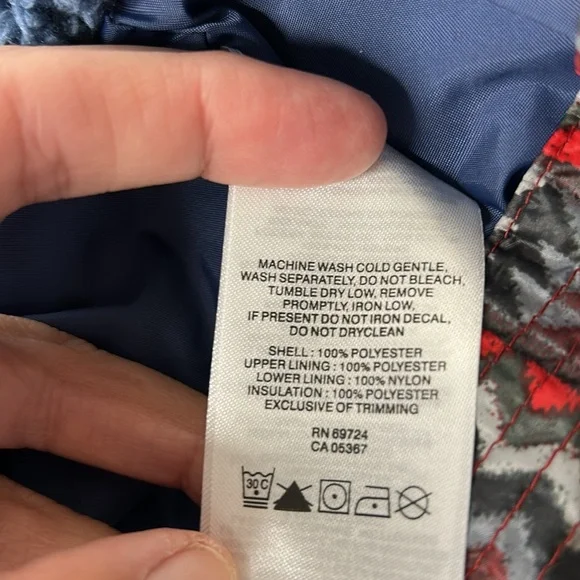 MACHINE WASH COLD GENTLE,
WASH SEPARATELY, DO NOT BLEACH,
TUMBLE DRY LOW, REMOVE
PROMPTLY, IRON LOW,
IF PRESENT DO NOT IRON DECAL,
DO NOT DRYCLEAN
SHELL : 100% POLYESTER
UPPER LINING : 100% POLYESTER
LOWER LINING : 100% NYLON
INSULATION : 100% POLYESTER
EXCLUSIVE OF TRIMMING
RN 69724
CA 05367
30 C